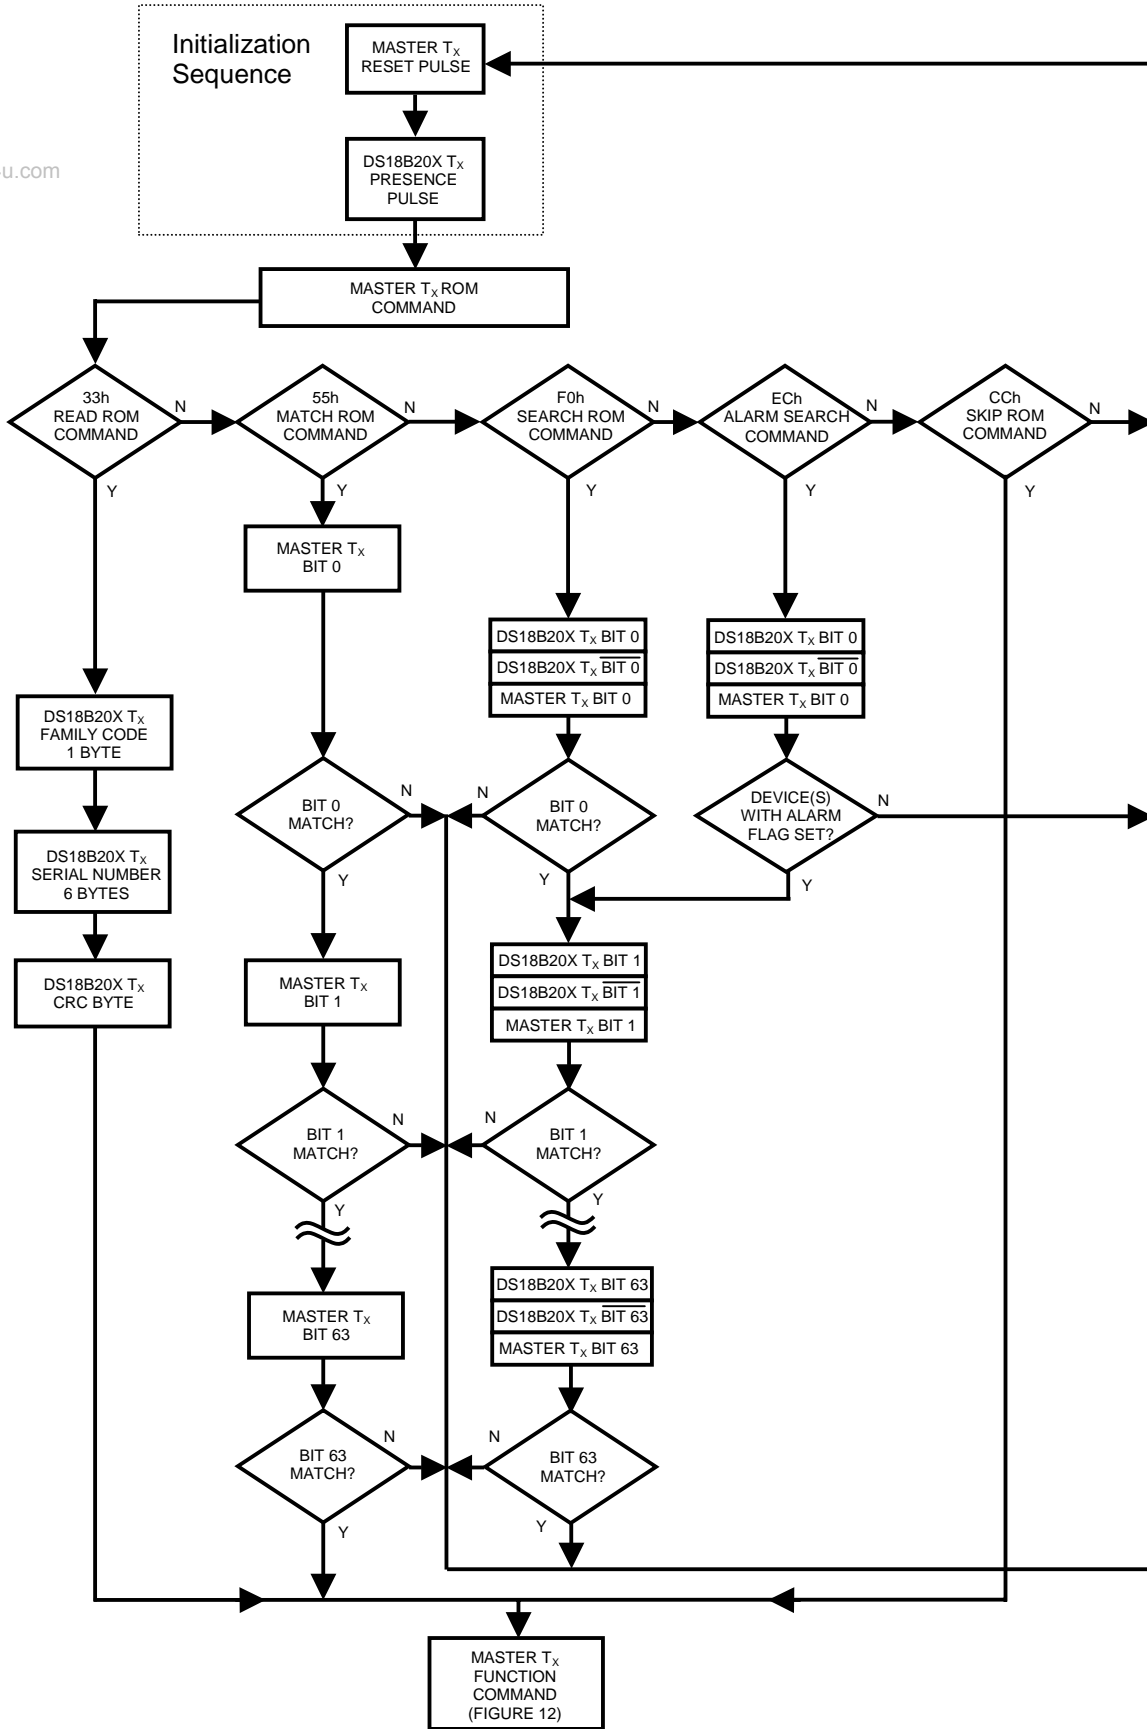 Initialization
Sequence
MASTER TX
RESET PULSE
u.com
DS18B20X TX
PRESENCE
PULSE
MASTER TX ROM
COMMAND
33h
READ ROM
COMMAND
N
Y
55h
MATCH ROM
COMMAND
N
Y
F0h
SEARCH ROM
COMMAND
N
Y
ECh
ALARM SEARCH
COMMAND
N
Y
CCh
SKIP ROM
COMMAND
N
Y
MASTER TX
BIT 0
DS18B20X TX BIT 0
DS18B20X TX BIT 0
MASTER TX BIT 0
DS18B20X TX BIT 0
DS18B20X TX BIT 0
MASTER TX BIT 0
DS18B20X TX
FAMILY CODE
1 BYTE
BIT 0
MATCH?
N
Y
N
BIT 0
MATCH?
Y
DEVICE(S)
WITH ALARM
FLAG SET?
N
Y
DS18B20X TX
SERIAL NUMBER
6 BYTES
DS18B20X TX
CRC BYTE
MASTER TX
BIT 1
DS18B20X TX BIT 1
DS18B20X TX BIT 1
MASTER TX BIT 1
BIT 1
MATCH?
N
Y
N
BIT 1
MATCH?
Y
MASTER TX
BIT 63
DS18B20X TX BIT 63
DS18B20X TX BIT 63
MASTER TX BIT 63
BIT 63
MATCH?
N
Y
N
BIT 63
MATCH?
Y
MASTER TX
FUNCTION
COMMAND
(FIGURE 12)